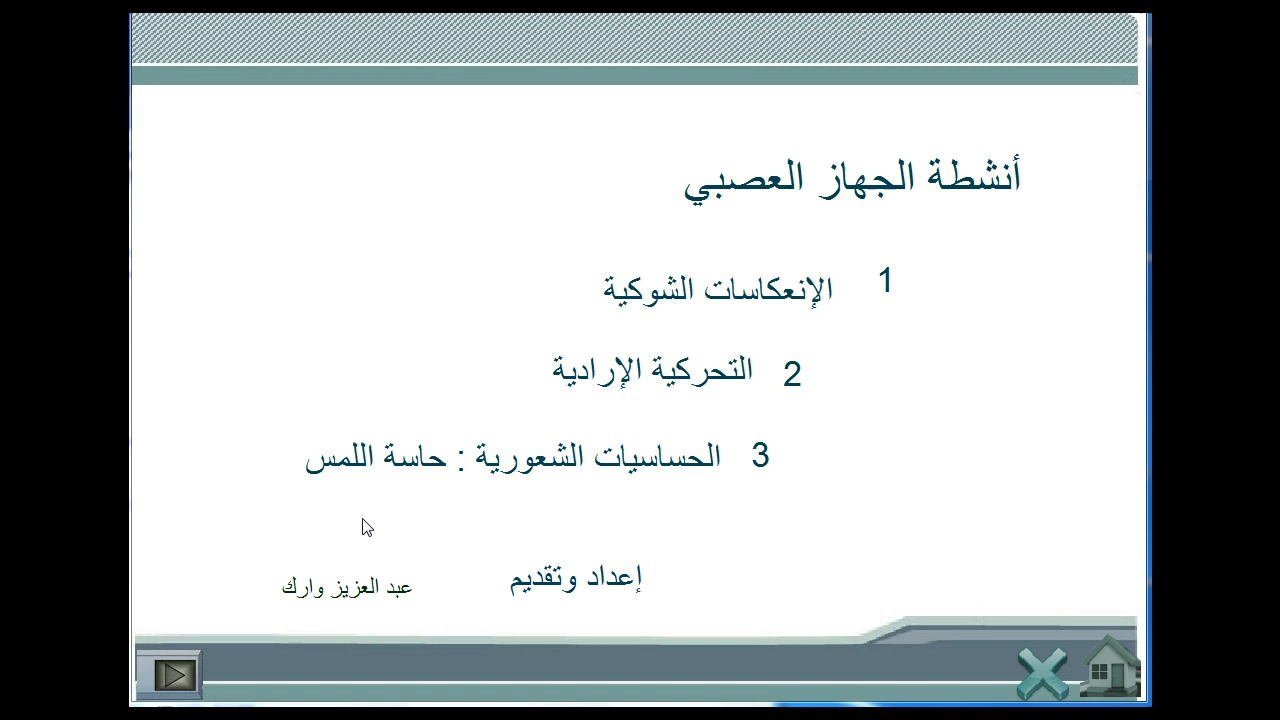 أنشطة الجهاز العصبي
1 الإنعكاسات الشوكية
2 التحركية الإرادية
3 الحساسيات الشعورية : حاسة اللمس
إعداد وتقديم عبد العزيز وارك